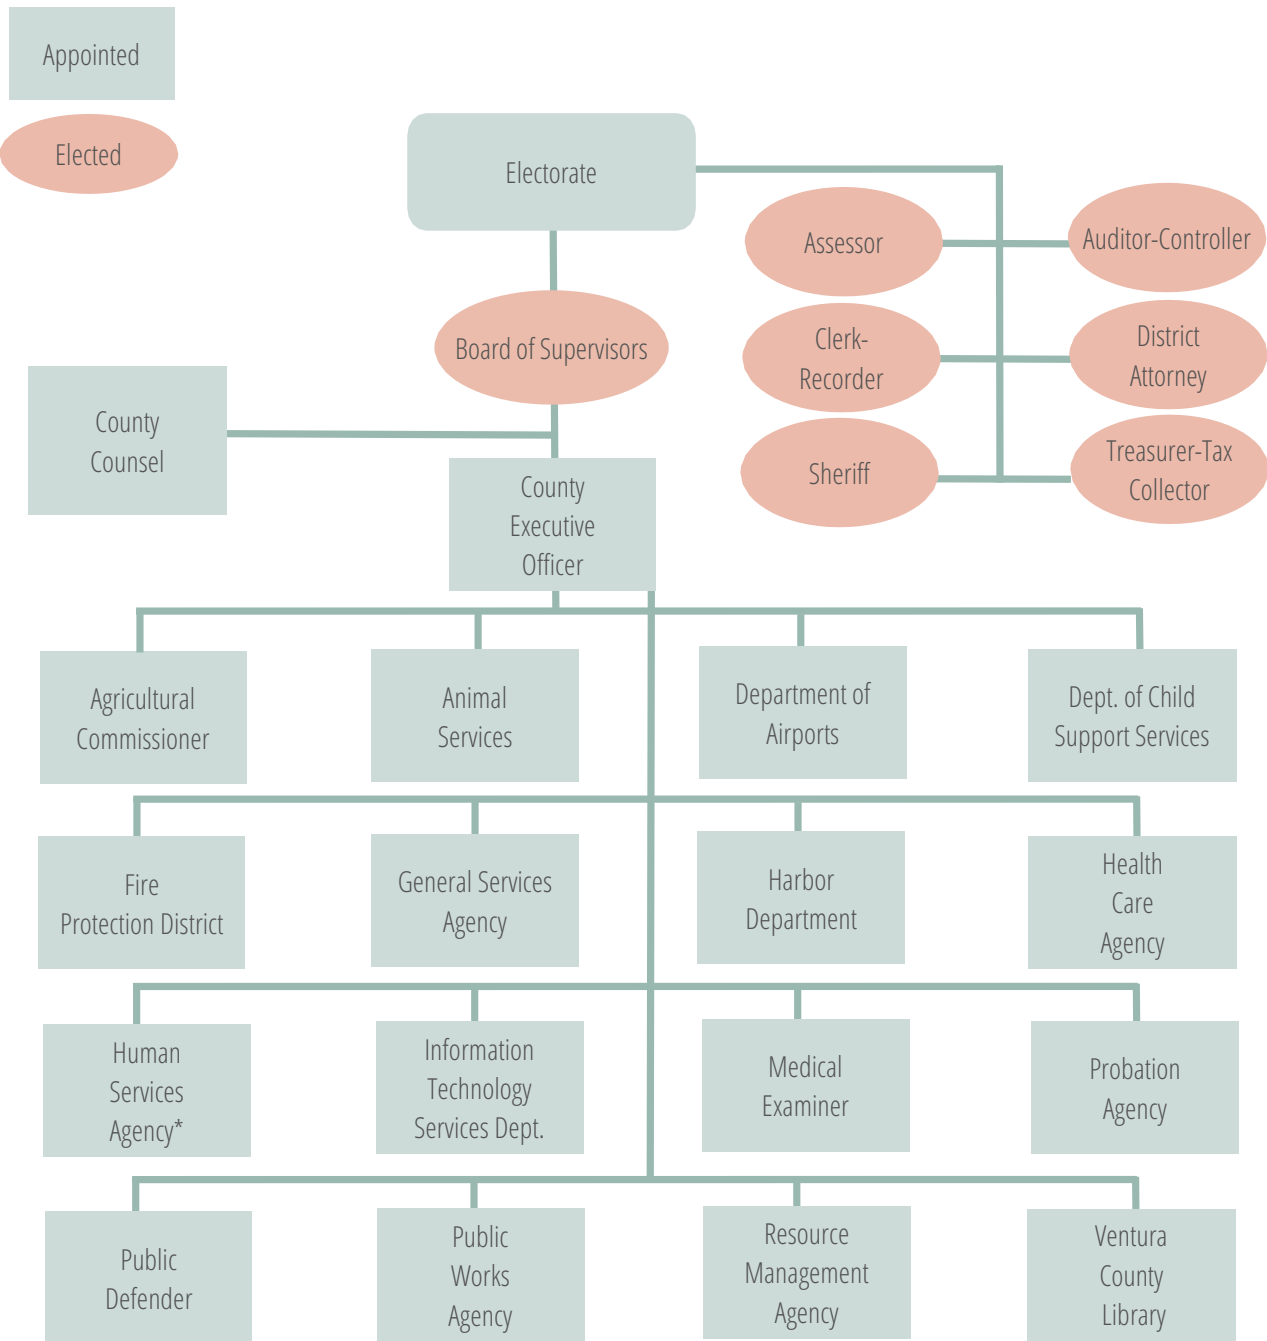 Appointed
Elected
Electorate
Assessor
Auditor-Controller
Board of Supervisors
Clerk-
Recorder
District
Attorney
County
Counsel
Sheriff
Treasurer-Tax
Collector
County
Executive
Officer
Agricultural
Commissioner
Animal
Services
Department of
Airports
Dept. of Child
Support Services
Fire
Protection District
General Services
Agency
Harbor
Department
Health
Care
Agency
Human
Services
Agency*
Information
Technology
Services Dept.
Medical
Examiner
Probation
Agency
Public
Defender
Public
Works
Agency
Resource
Management
Agency
Ventura
County
Library